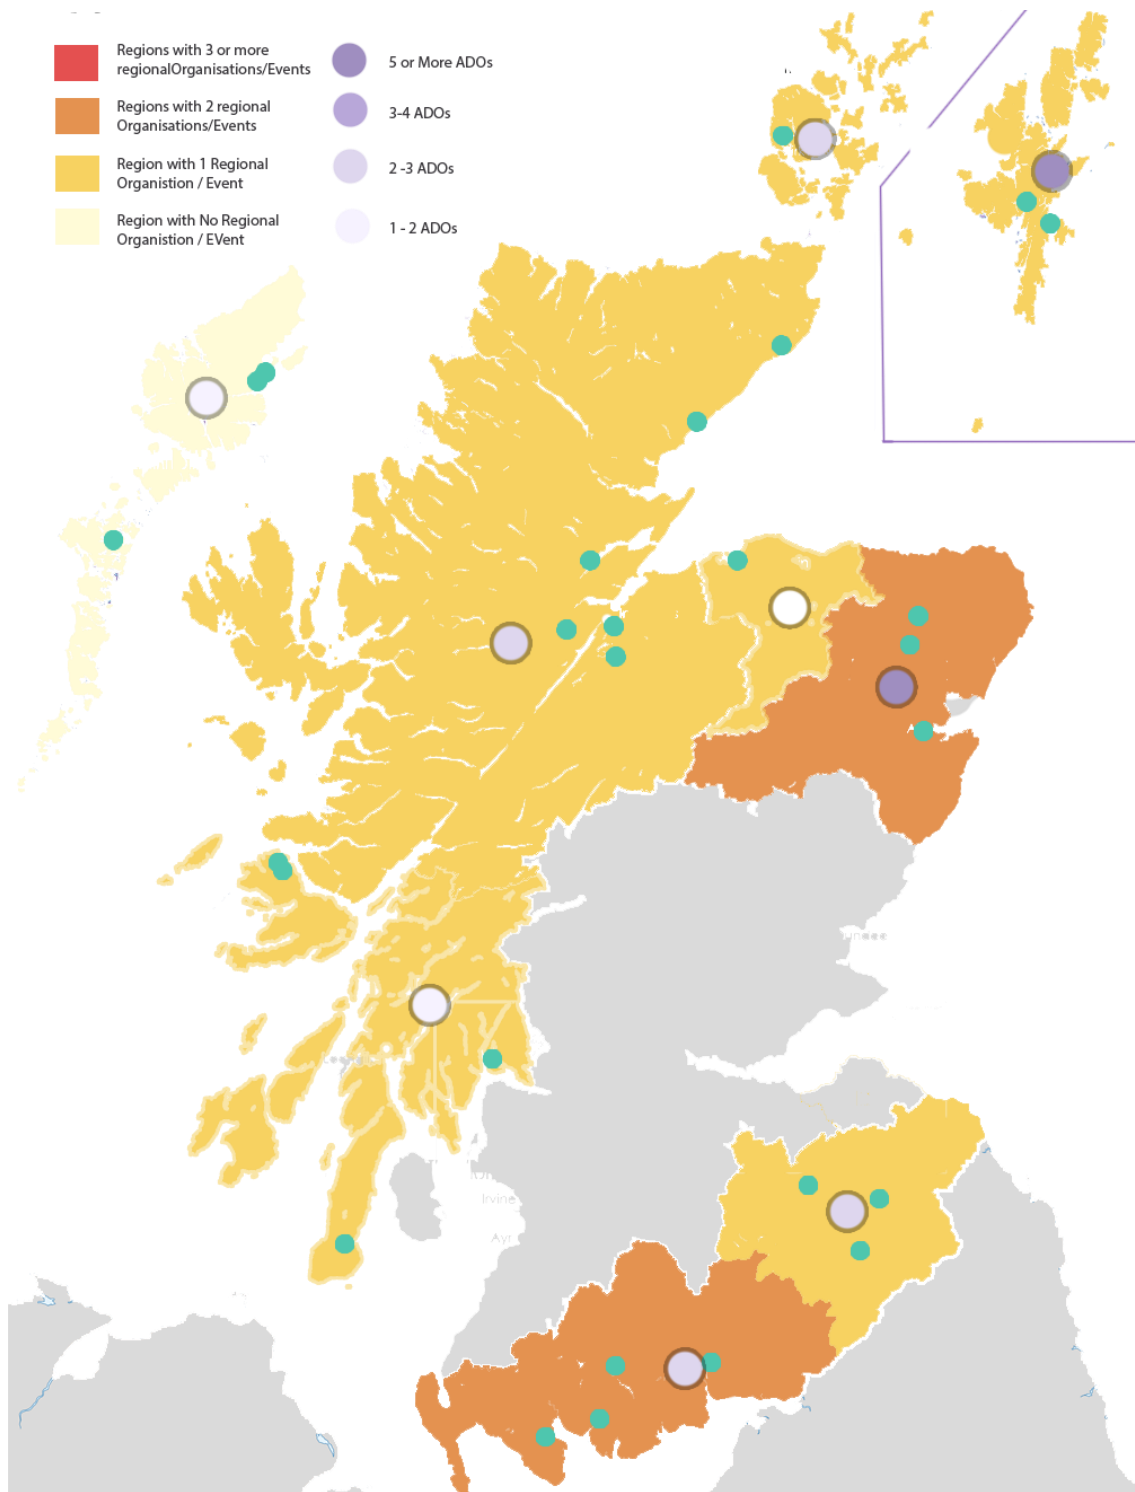 Regions with 3 or more
regionalOrganisations/Events
Regions with 2 regional
Organisations/Events
Region with 1 Regional
Organistion / Event
Region with No Regional
Organistion / EVent
5 or More ADOs
3-4 ADOs
2 -3 ADOs
1 - 2 ADOs
Irvine
Ayr